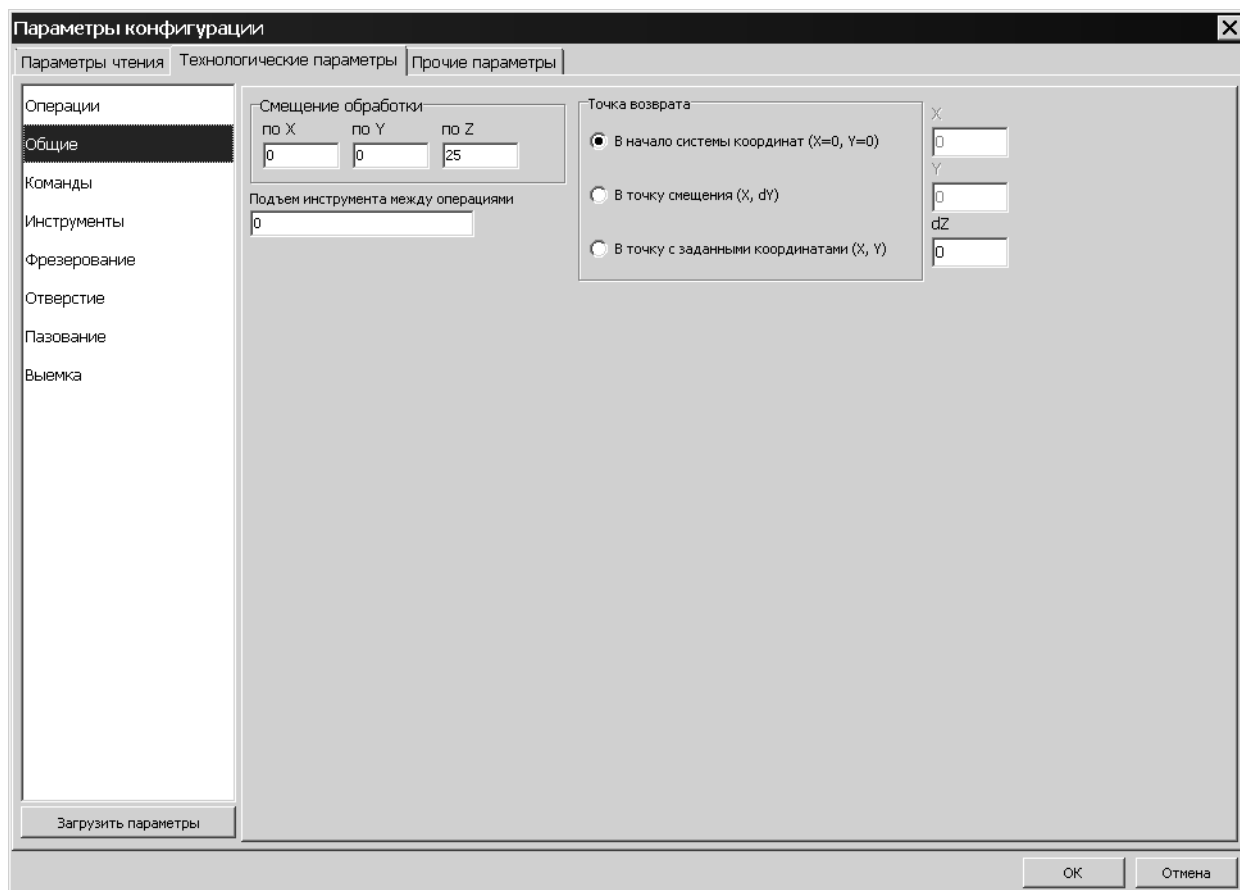 Параметры конфигурации
Параметры чтения Технологические параметры Прочие параметры
Операции
Общие
Команды
Инструменты
Фрезерование
Отверстие
Пазование
Выемка
Загрузить параметры
Смещение обработки
по X по Y по Z
0 0 25
Подъем инструмента между операциями
0
Точка возврата
В начало системы координат (X=0, Y=0)
В точку смещения (X, dY)
В точку с заданными координатами (X, Y)
X
0
Y
0
dZ
0
OK Отмена